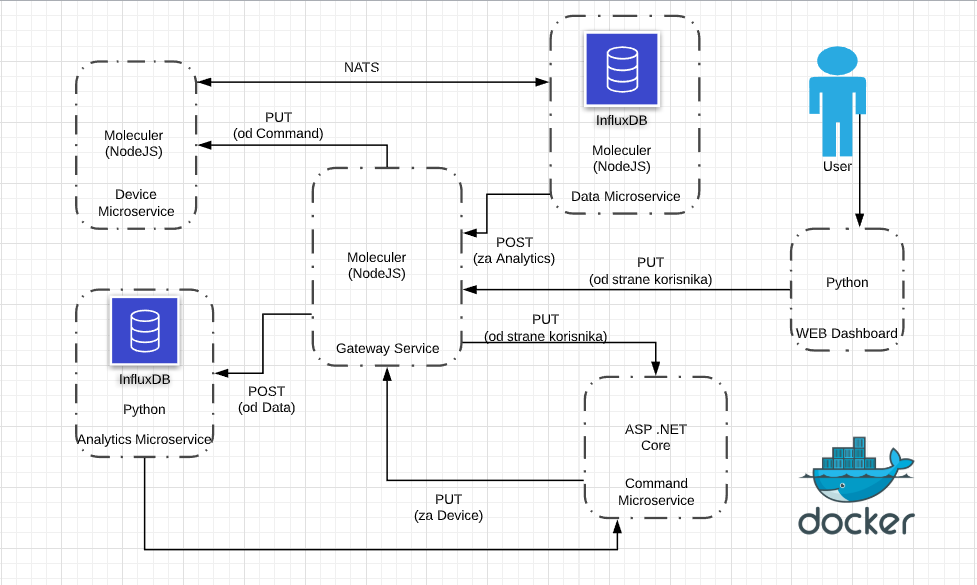 NATS
PUT
(od Command)
Moleculer
(NodeJS)
Device
Microservice
InfluxDB
Moleculer
(NodeJS)
Data Microservice
User
POST
(za Analytics)
Moleculer
(NodeJS)
Gateway Service
PUT
(od strane korisnika)
PUT
(od strane korisnika)
Python
WEB Dashboard
InfluxDB
Python
Analytics Microservice
POST
(od Data)
ASP .NET
Core
Command
Microservice
PUT
(za Device)
docker